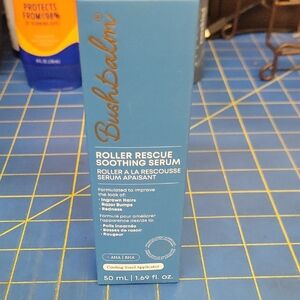 PROTECTS
FROM 98%
Bushbalm®
ROLLER RESCUE
SOOTHING SERUM
ROLLER A LA RESCOUSSE
SERUM APAISANT
Formulated to improve
the look of:
• Ingrown Hairs
• Razor Bumps
• Redness
Formulé pour améliorer
l'apparence des/de la:
• Poils incarnés
• Bosses de rasoir
• Rougeur
AHA | BHA
Cooling Steel Applicator
50 mL | 1.69 fl. oz.